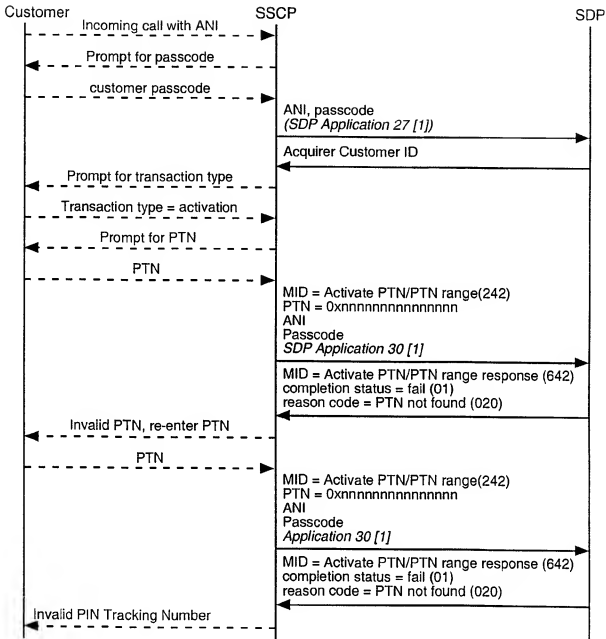 Customer SSCP SDP
Incoming call with ANI
Prompt for passcode
customer passcode
ANI, passcode
(SDP Application 27 [1])
Acquirer Customer ID
Prompt for transaction type
Transaction type = activation
Prompt for PTN
PTN
MID = Activate PTN/PTN range(242)
PTN = 0xnnnnnnnnnnnnnnnn
ANI
Passcode
SDP Application 30 [1]
MID = Activate PTN/PTN range response (642)
completion status = fail (01)
reason code = PTN not found (020)
Invalid PTN, re-enter PTN
PTN
MID = Activate PTN/PTN range(242)
PTN = 0xnnnnnnnnnnnnnnnn
ANI
Passcode
Application 30 [1]
MID = Activate PTN/PTN range response (642)
completion status = fail (01)
reason code = PTN not found (020)
Invalid PIN Tracking Number